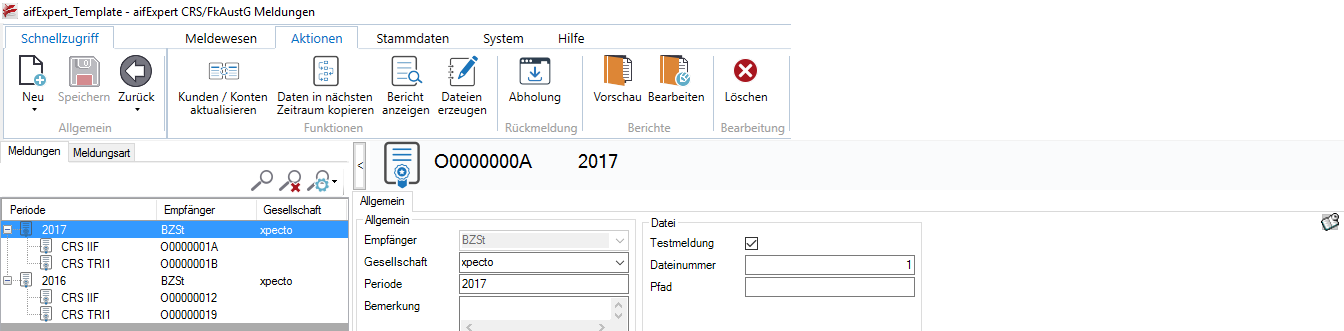 aifExpert_Template - aifExpert CRS/FkAustG Meldungen
Schnellzugriff Meldewesen Aktionen Stammdaten System Hilfe
Neu Speichern Zurück Kunden / Konten Daten in nächsten Bericht Dateien Abholung Vorschau Bearbeiten Löschen
aktualisieren Zeitraum kopieren anzeigen erzeugen
Allgemein Funktionen Rückmeldung Berichte Bearbeitung
Meldungen Meldungsart
< O0000000A 2017
Periode Empfänger Gesellschaft
2017 BZSt xpecto
CRS IIF O0000001A
CRS TRI1 O0000001B
2016 BZSt xpecto
CRS IIF O00000012
CRS TRI1 O00000019
Allgemein
Allgemein
Empfänger BZSt
Gesellschaft xpecto
Periode 2017
Bemerkung
Datei
Testmeldung
Dateinummer 1
Pfad